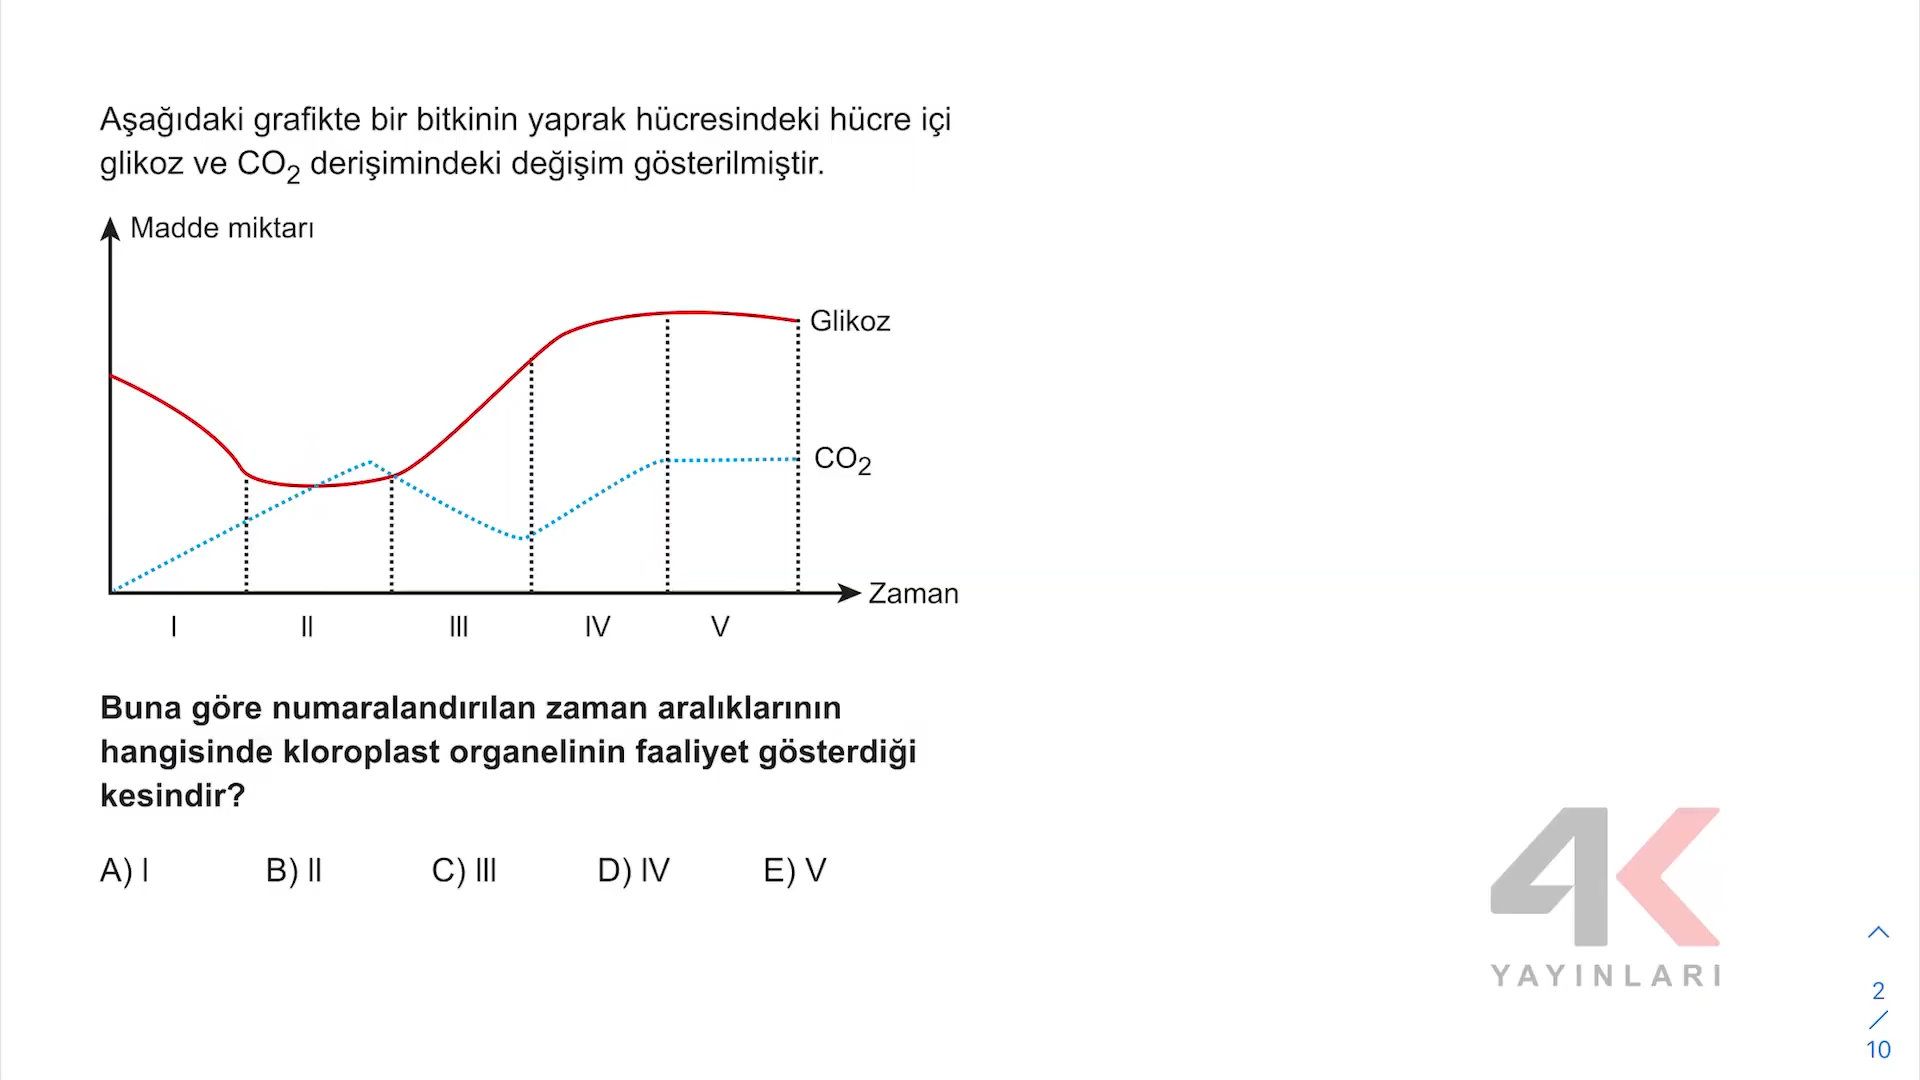 Aşağıdaki grafikte bir bitkinin yaprak hücresindeki hücre içi
glikoz ve CO₂ derişimindeki değişim gösterilmiştir.
Madde miktarı
Glikoz
CO₂
Zaman
I II III IV V
Buna göre numaralandırılan zaman aralıklarının
hangisinde kloroplast organelinin faaliyet gösterdiği
kesindir?
A) I B) II C) III D) IV E) V
4K
YAYINLARI
2
/
10